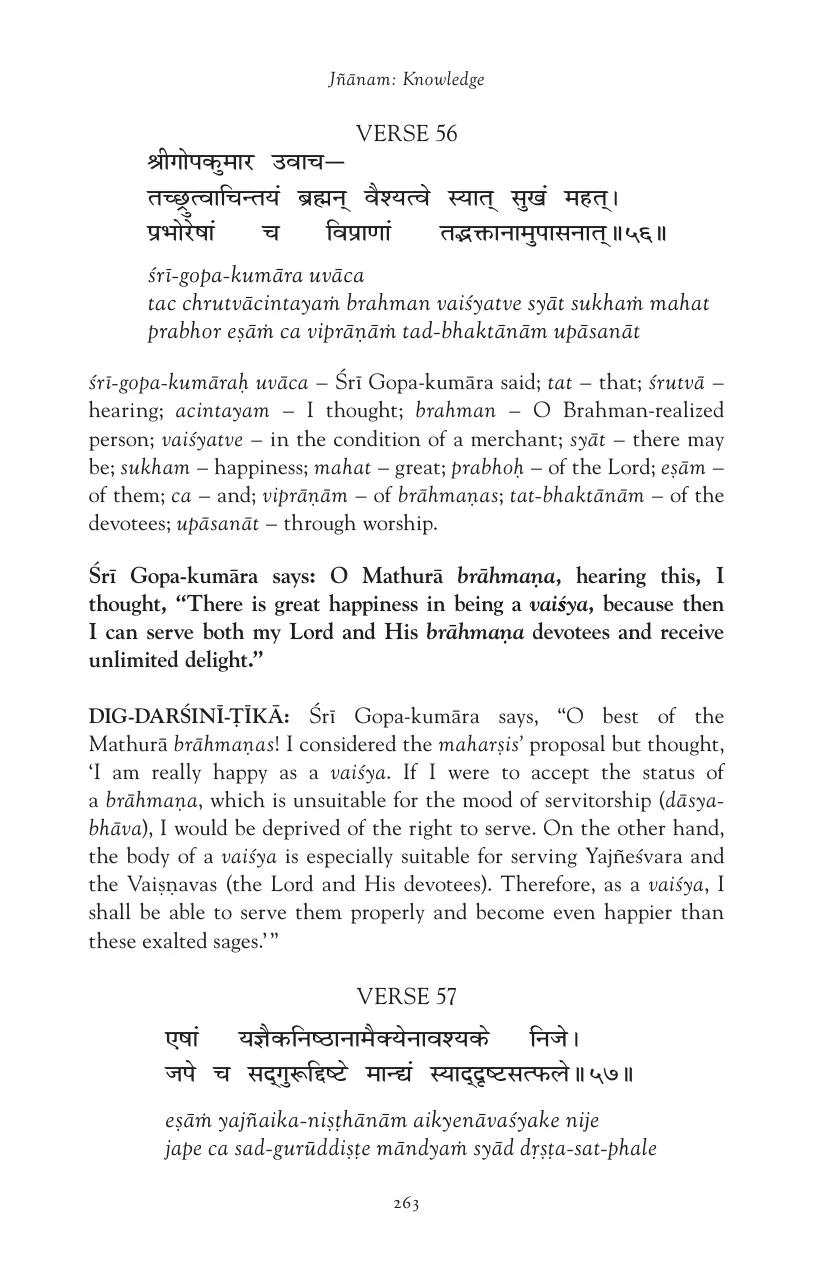 Jñānam: Knowledge
VERSE 56
श्रीगोपकुमार उवाच—
तच्छ्रुत्वाचिन्तयं ब्रह्मन् वैश्यत्वे स्यात् सुखं महत्।
प्रभोरेषां च विप्राणां तद्भक्तानामुपासनात्॥५६॥
śrī-gopa-kumāra uvāca
tac chrutvācintayaṁ brahman vaiśyatve syāt sukhaṁ mahat
prabhor eṣāṁ ca viprāṇāṁ tad-bhaktānām upāsanāt
śrī-gopa-kumāraḥ uvāca – Śrī Gopa-kumāra said; tat – that; śrutvā –
hearing; acintayam – I thought; brahman – O Brahman-realized
person; vaiśyatve – in the condition of a merchant; syāt – there may
be; sukham – happiness; mahat – great; prabhoḥ – of the Lord; eṣām –
of them; ca – and; viprāṇām – of brāhmaṇas; tat-bhaktānām – of the
devotees; upāsanāt – through worship.
Śrī Gopa-kumāra says: O Mathurā brāhmaṇa, hearing this, I
thought, “There is great happiness in being a vaiśya, because then
I can serve both my Lord and His brāhmaṇa devotees and receive
unlimited delight.”
DIG-DARŚINĪ-ṬĪKĀ: Śrī Gopa-kumāra says, “O best of the
Mathurā brāhmaṇas! I considered the maharṣis’ proposal but thought,
‘I am really happy as a vaiśya. If I were to accept the status of
a brāhmaṇa, which is unsuitable for the mood of servitorship (dāsya-
bhāva), I would be deprived of the right to serve. On the other hand,
the body of a vaiśya is especially suitable for serving Yajñeśvara and
the Vaiṣṇavas (the Lord and His devotees). Therefore, as a vaiśya, I
shall be able to serve them properly and become even happier than
these exalted sages.’”
VERSE 57
एषां यज्ञैकनिष्ठानामैक्येनावश्यके निजे।
जपे च सद्गुरूद्दिष्टे मान्द्यं स्याद्दृष्टसत्फले॥५७॥
eṣāṁ yajñaika-niṣṭhānām aikyenāvaśyake nije
jape ca sad-gurūddiṣṭe māndyaṁ syād dṛṣṭa-sat-phale
263